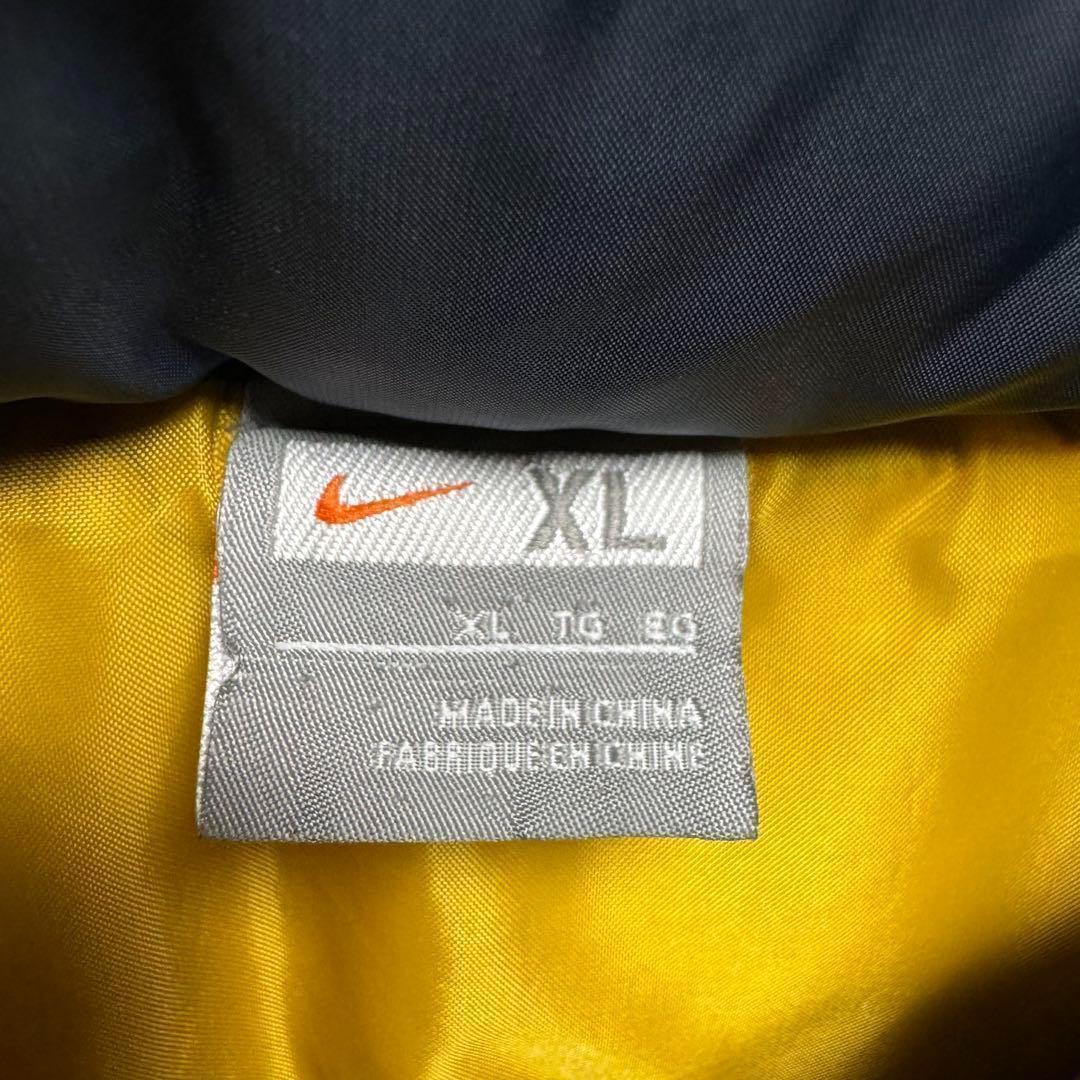 XL
XL TG EG
MADE IN CHINA
FABRIQUE EN CHINE